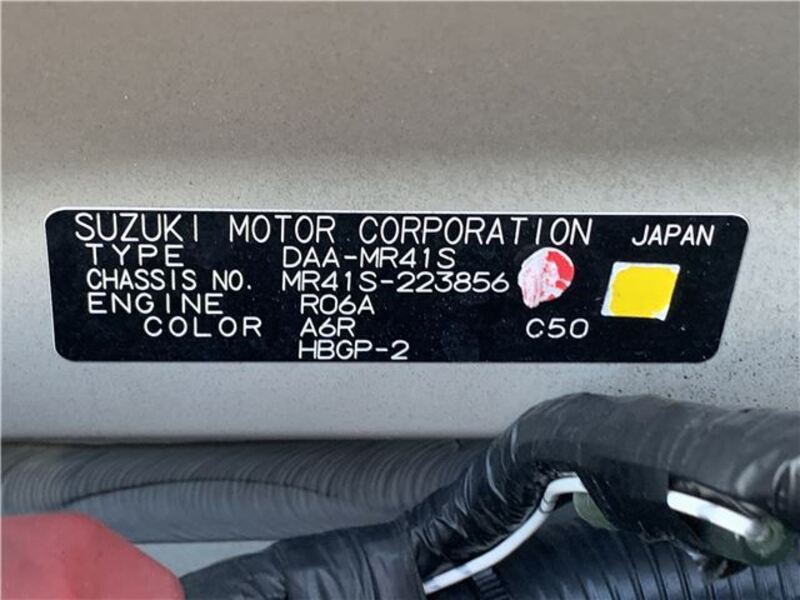 SUZUKI MOTOR CORPORATION JAPAN
TYPE DAA-MR41S
CHASSIS NO. MR41S-223856
ENGINE R06A
COLOR A6R C50
HBGP-2